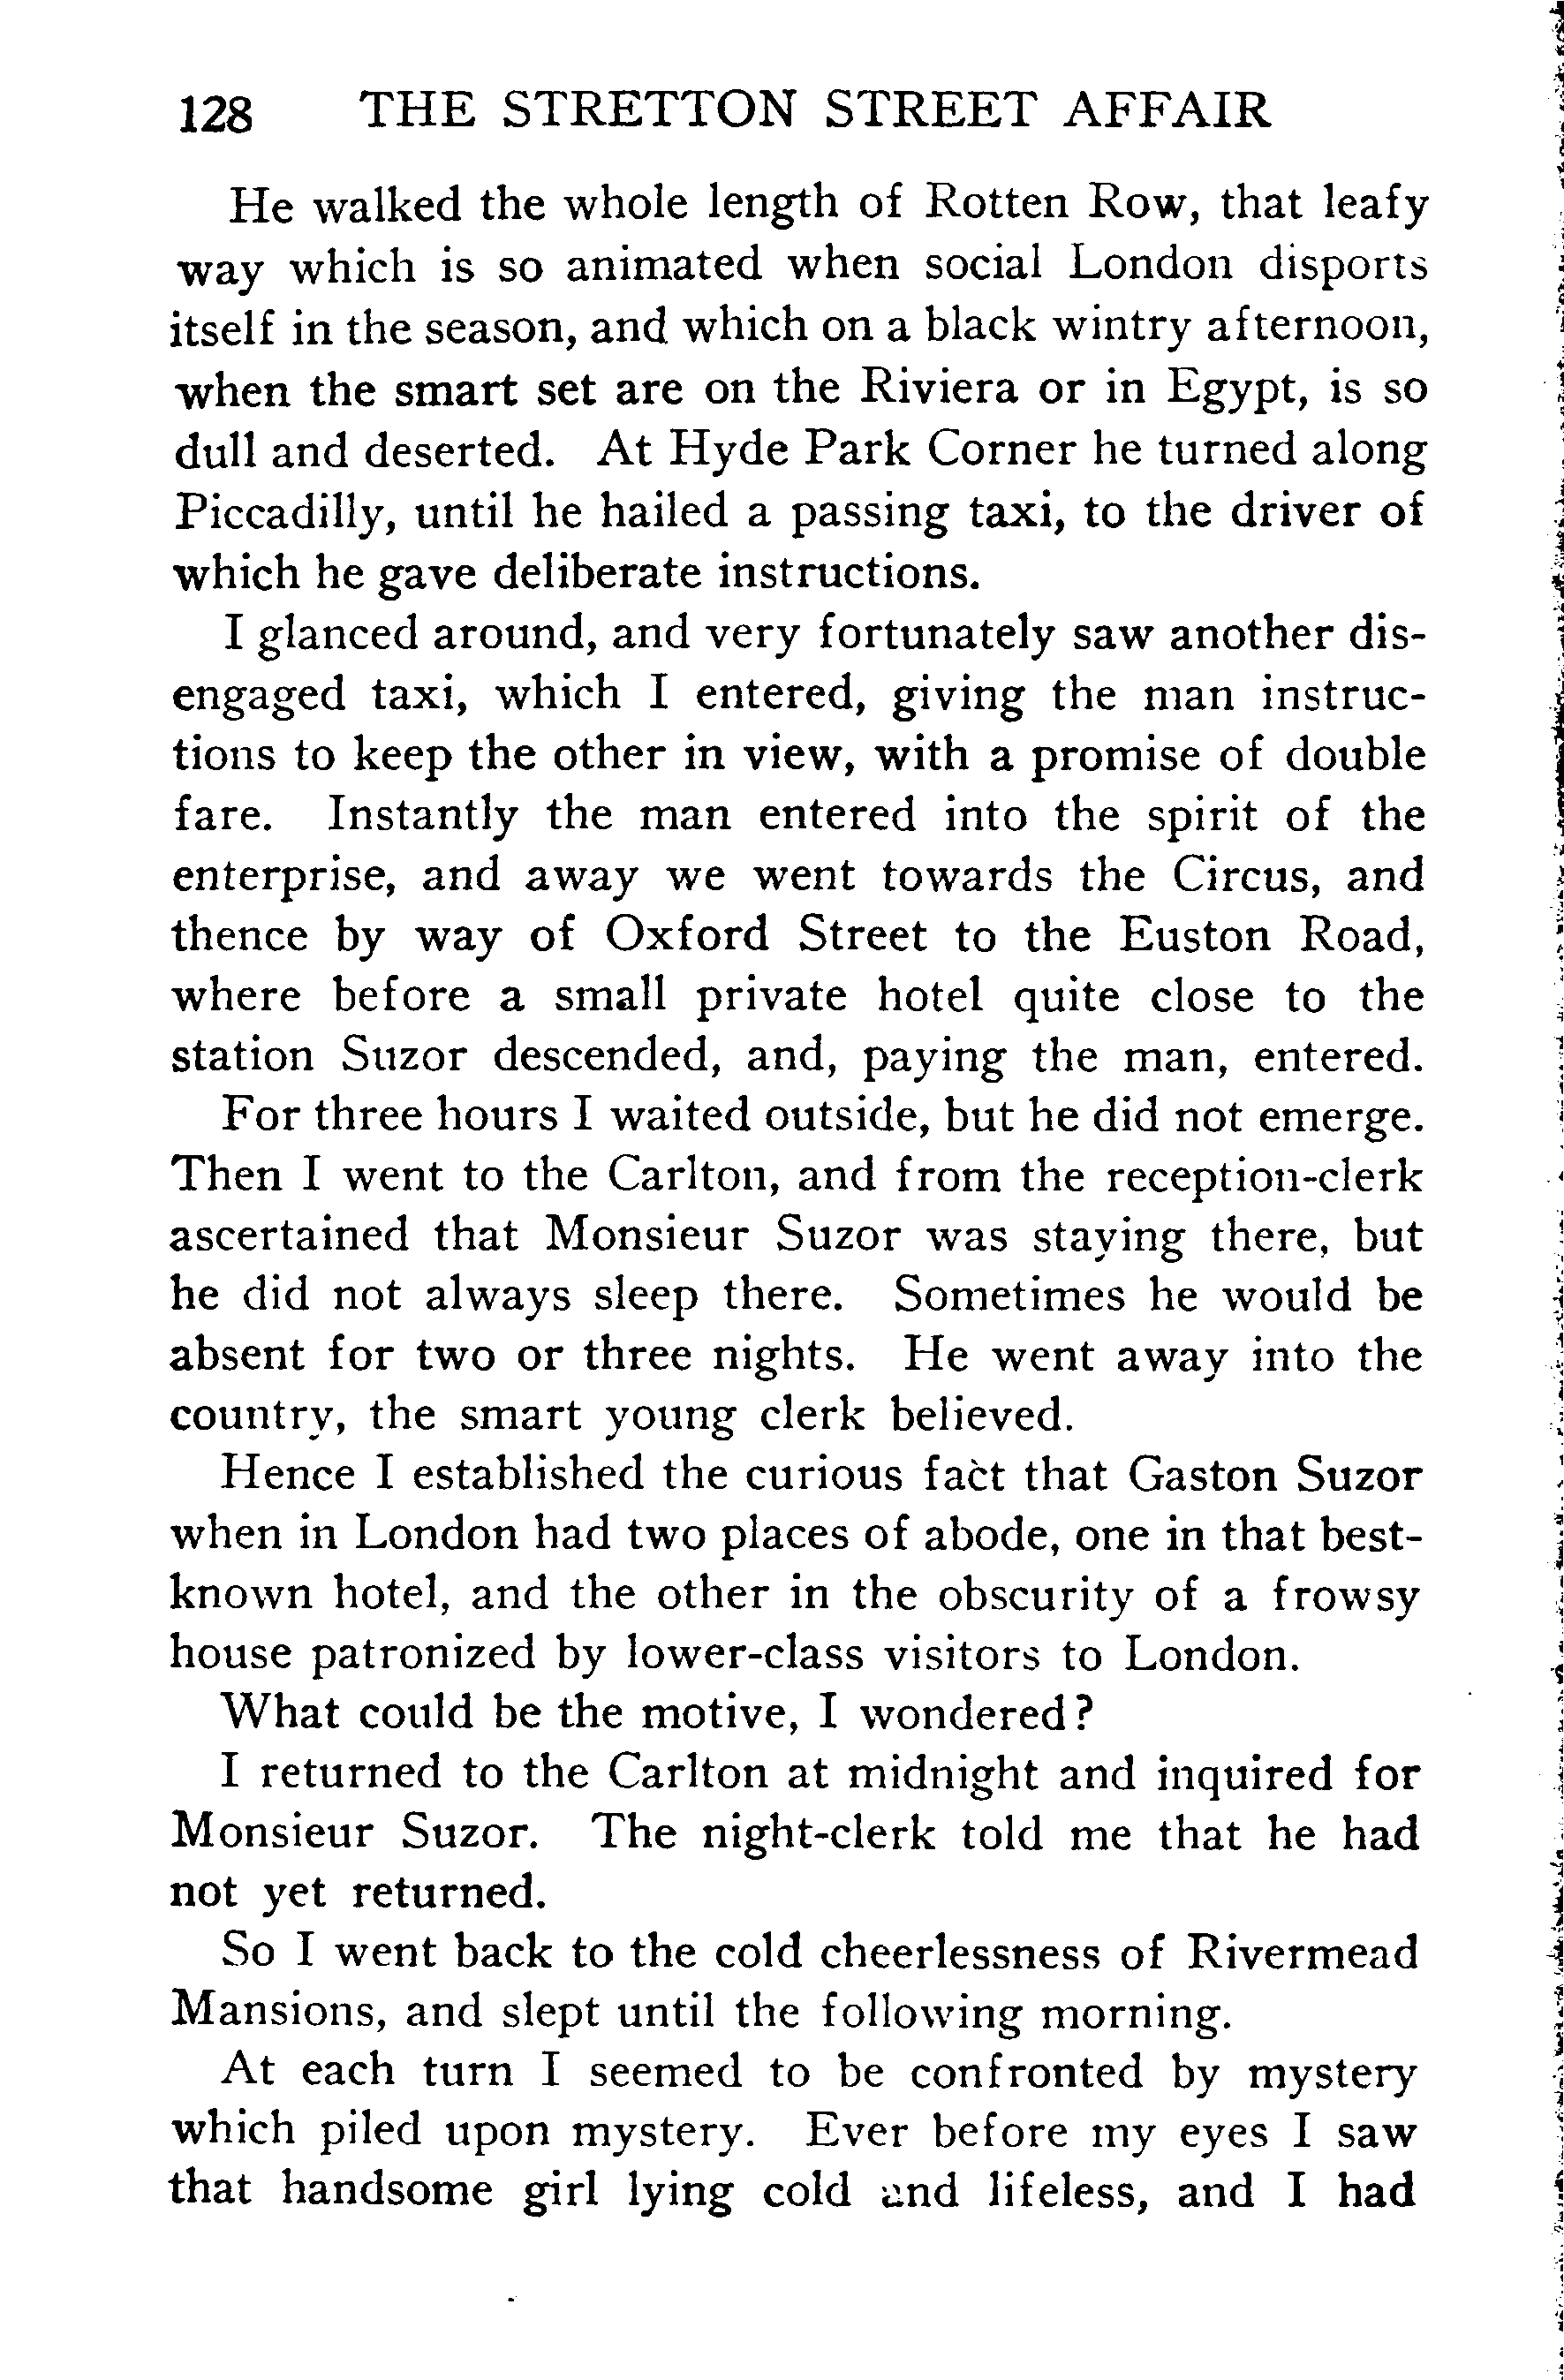 128 THE STRETTON STREET AFFAIR
He walked the whole length of Rotten Row, that leafy
way which is so animated when social London disports
itself in the season, and which on a black wintry afternoon,
when the smart set are on the Riviera or in Egypt, is so
dull and deserted. At Hyde Park Corner he turned along
Piccadilly, until he hailed a passing taxi, to the driver of
which he gave deliberate instructions.
I glanced around, and very fortunately saw another dis-
engaged taxi, which I entered, giving the man instruc-
tions to keep the other in view, with a promise of double
fare. Instantly the man entered into the spirit of the
enterprise, and away we went towards the Circus, and
thence by way of Oxford Street to the Euston Road,
where before a small private hotel quite close to the
station Suzor descended, and, paying the man, entered.
For three hours I waited outside, but he did not emerge.
Then I went to the Carlton, and from the reception-clerk
ascertained that Monsieur Suzor was staying there, but
he did not always sleep there. Sometimes he would be
absent for two or three nights. He went away into the
country, the smart young clerk believed.
Hence I established the curious fact that Gaston Suzor
when in London had two places of abode, one in that best-
known hotel, and the other in the obscurity of a frowsy
house patronized by lower-class visitors to London.
What could be the motive, I wondered?
I returned to the Carlton at midnight and inquired for
Monsieur Suzor. The night-clerk told me that he had
not yet returned.
So I went back to the cold cheerlessness of Rivermead
Mansions, and slept until the following morning.
At each turn I seemed to be confronted by mystery
which piled upon mystery. Ever before my eyes I saw
that handsome girl lying cold and lifeless, and I had